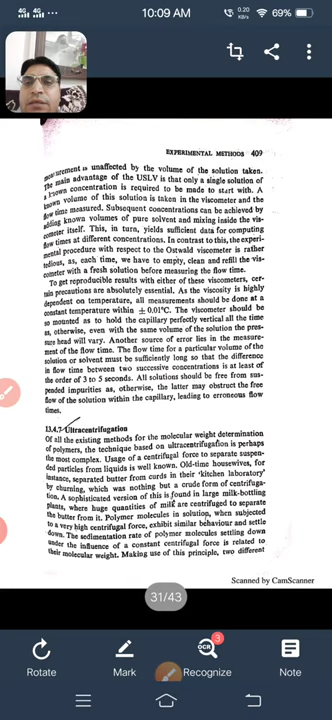 4G 4G 10:09 AM 0.20 KB/s 69%
EXPERIMENTAL METHODS 409
measurement is unaffected by the volume of the solution taken.
The main advantage of the USLV is that only a single solution of
a known concentration is required to be made to start with. A
known volume of this solution is taken in the viscometer and the
flow time measured. Subsequent concentrations can be achieved by
adding known volumes of pure solvent and mixing inside the vis-
cometer itself. This, in turn, yields sufficient data for computing
flow times at different concentrations. In contrast to this, the experi-
mental procedure with respect to the Ostwald viscometer is rather
tedious, as, each time, we have to empty, clean and refill the vis-
cometer with a fresh solution before measuring the flow time.
To get reproducible results with either of these viscometers, cer-
tain precautions are absolutely essential. As the viscosity is highly
dependent on temperature, all measurements should be done at a
constant temperature within ± 0.01°C. The viscometer should be
so mounted as to hold the capillary perfectly vertical all the time
as, otherwise, even with the same volume of the solution the pres-
sure head will vary. Another source of error lies in the measure-
ment of the flow time. The flow time for a particular volume of the
solution or solvent must be sufficiently long so that the difference
in flow time between two successive concentrations is at least of
the order of 3 to 5 seconds. All solutions should be free from sus-
pended impurities as, otherwise, the latter may obstruct the free
flow of the solution within the capillary, leading to erroneous flow
times.
13.4.7 Ultracentrifugation
Of all the existing methods for the molecular weight determination
of polymers, the technique based on ultracentrifugation is perhaps
the most complex. Usage of a centrifugal force to separate suspen-
ded particles from liquids is well known. Old-time housewives, for
instance, separated butter from curds in their 'kitchen laboratory'
by churning, which was nothing but a crude form of centrifuga-
tion. A sophisticated version of this is found in large milk-bottling
plants, where huge quantities of milk are centrifuged to separate
the butter from it. Polymer molecules in solution, when subjected
to a very high centrifugal force, exhibit similar behaviour and settle
down. The sedimentation rate of polymer molecules settling down
under the influence of a constant centrifugal force is related to
their molecular weight. Making use of this principle, two different
Scanned by CamScanner
31/43
3
OCR
Rotate Mark Recognize Note